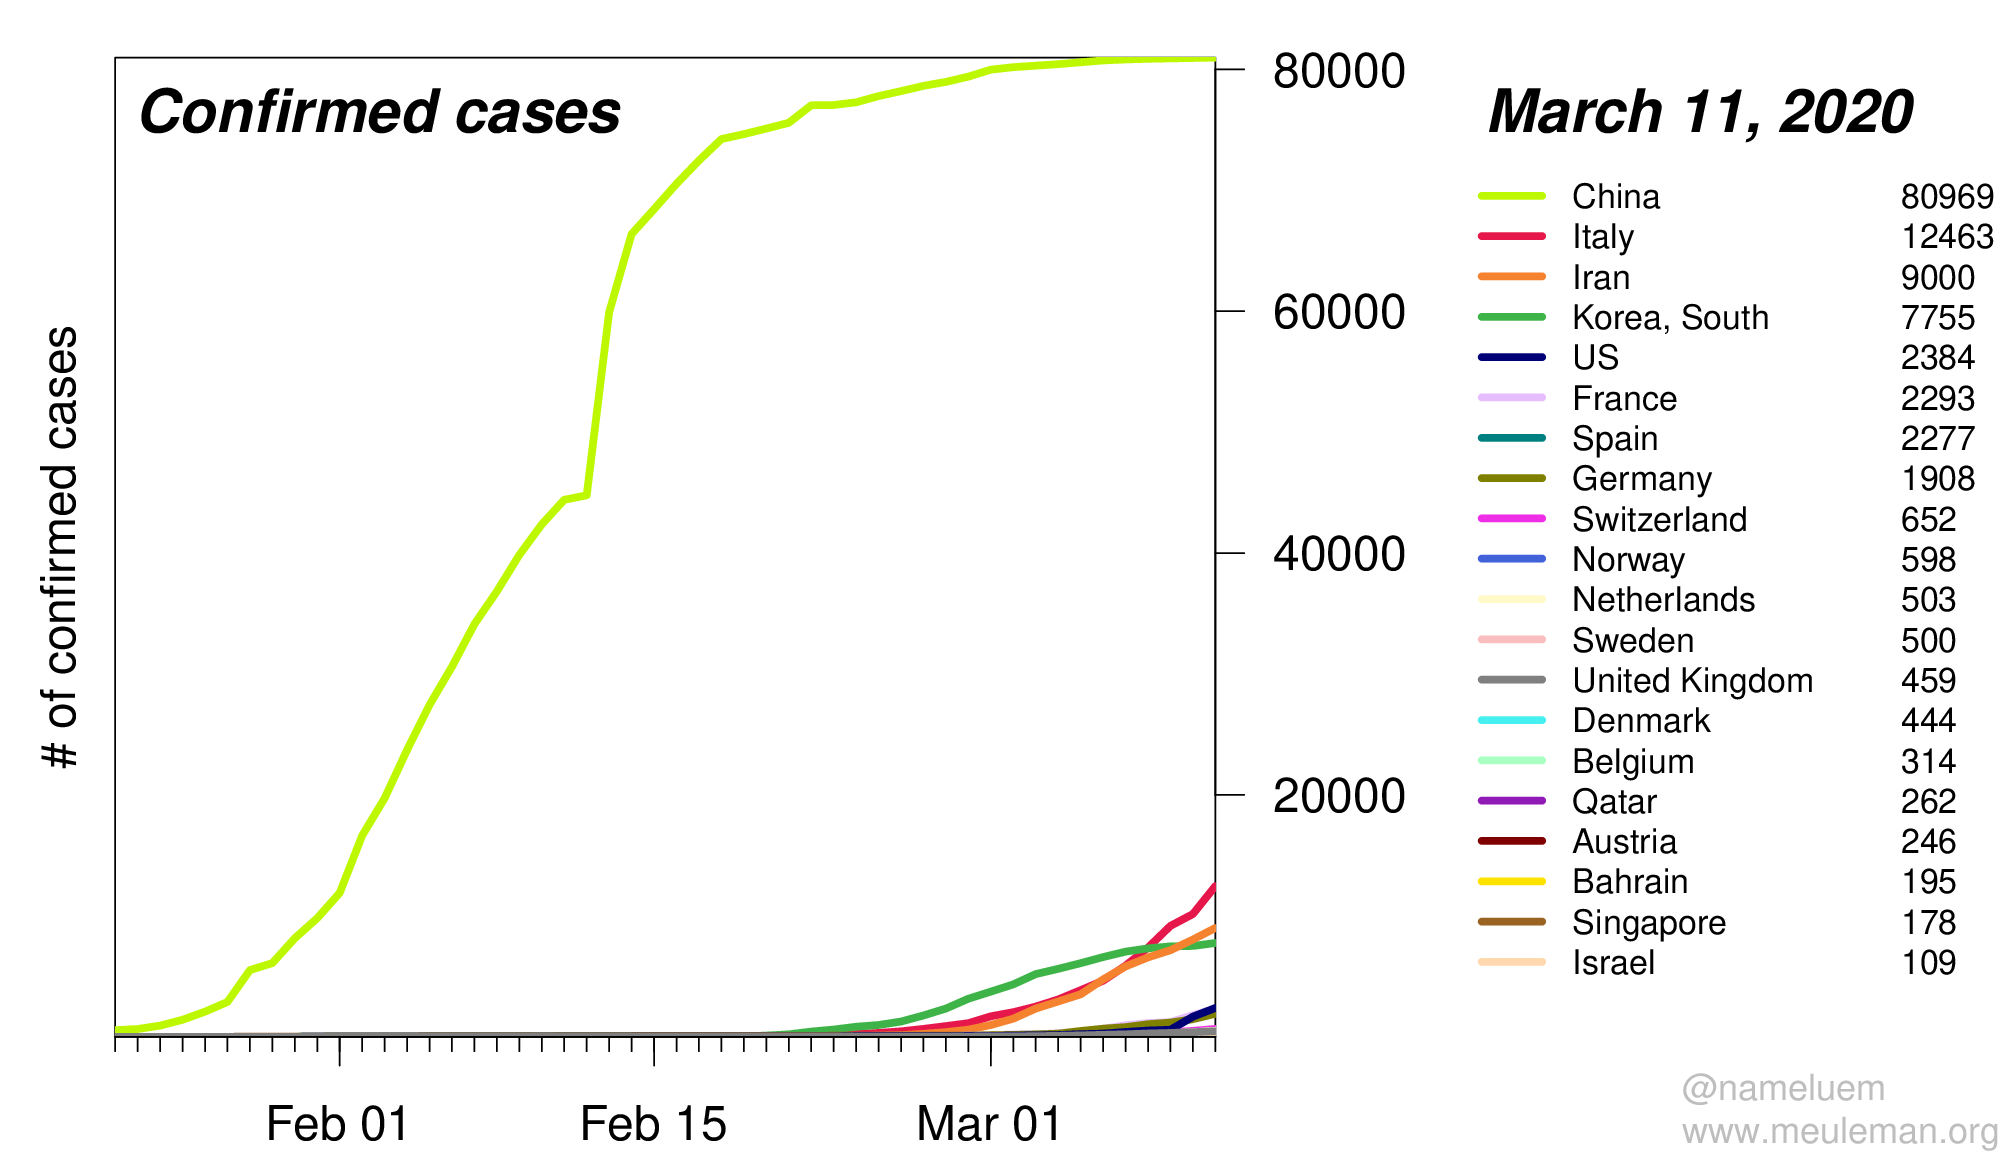 Confirmed cases
# of confirmed cases
80000
60000
40000
20000
Feb 01
Feb 15
Mar 01
March 11, 2020
China 80969
Italy 12463
Iran 9000
Korea, South 7755
US 2384
France 2293
Spain 2277
Germany 1908
Switzerland 652
Norway 598
Netherlands 503
Sweden 500
United Kingdom 459
Denmark 444
Belgium 314
Qatar 262
Austria 246
Bahrain 195
Singapore 178
Israel 109
@nameluem
www.meuleman.org